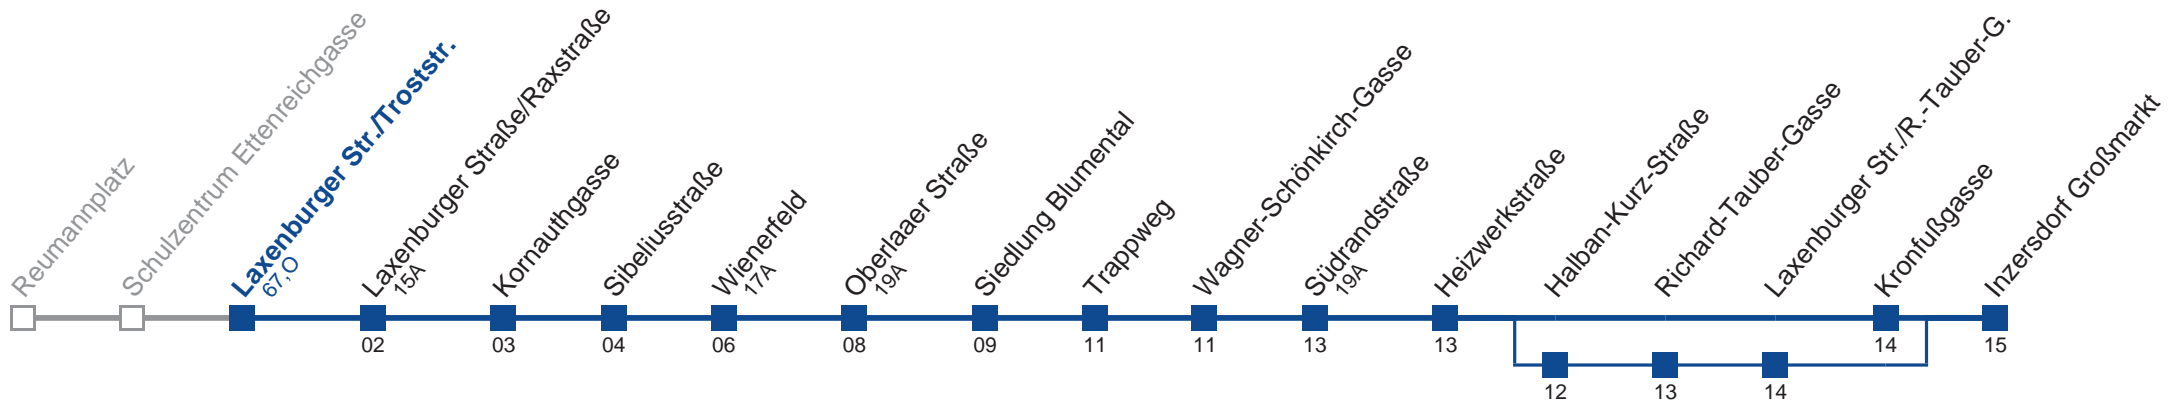 Reumannplatz
Schulzentrum Ettenreichgasse
Laxenburger Str./Troststr.
67,O
Laxenburger Straße/Raxstraße
15A
Kornauthgasse
Sibeliusstraße
Wienerfeld
17A
Oberlaaer Straße
19A
Siedlung Blumental
Trappweg
Wagner-Schönkirch-Gasse
Südrandstraße
19A
Heizwerkstraße
Halban-Kurz-Straße
Richard-Tauber-Gasse
Laxenburger Str./R.-Tauber-G.
Kronfußgasse
Inzersdorf Großmarkt
02
03
04
06
08
09
11
11
13
13
14
15
12
13
14